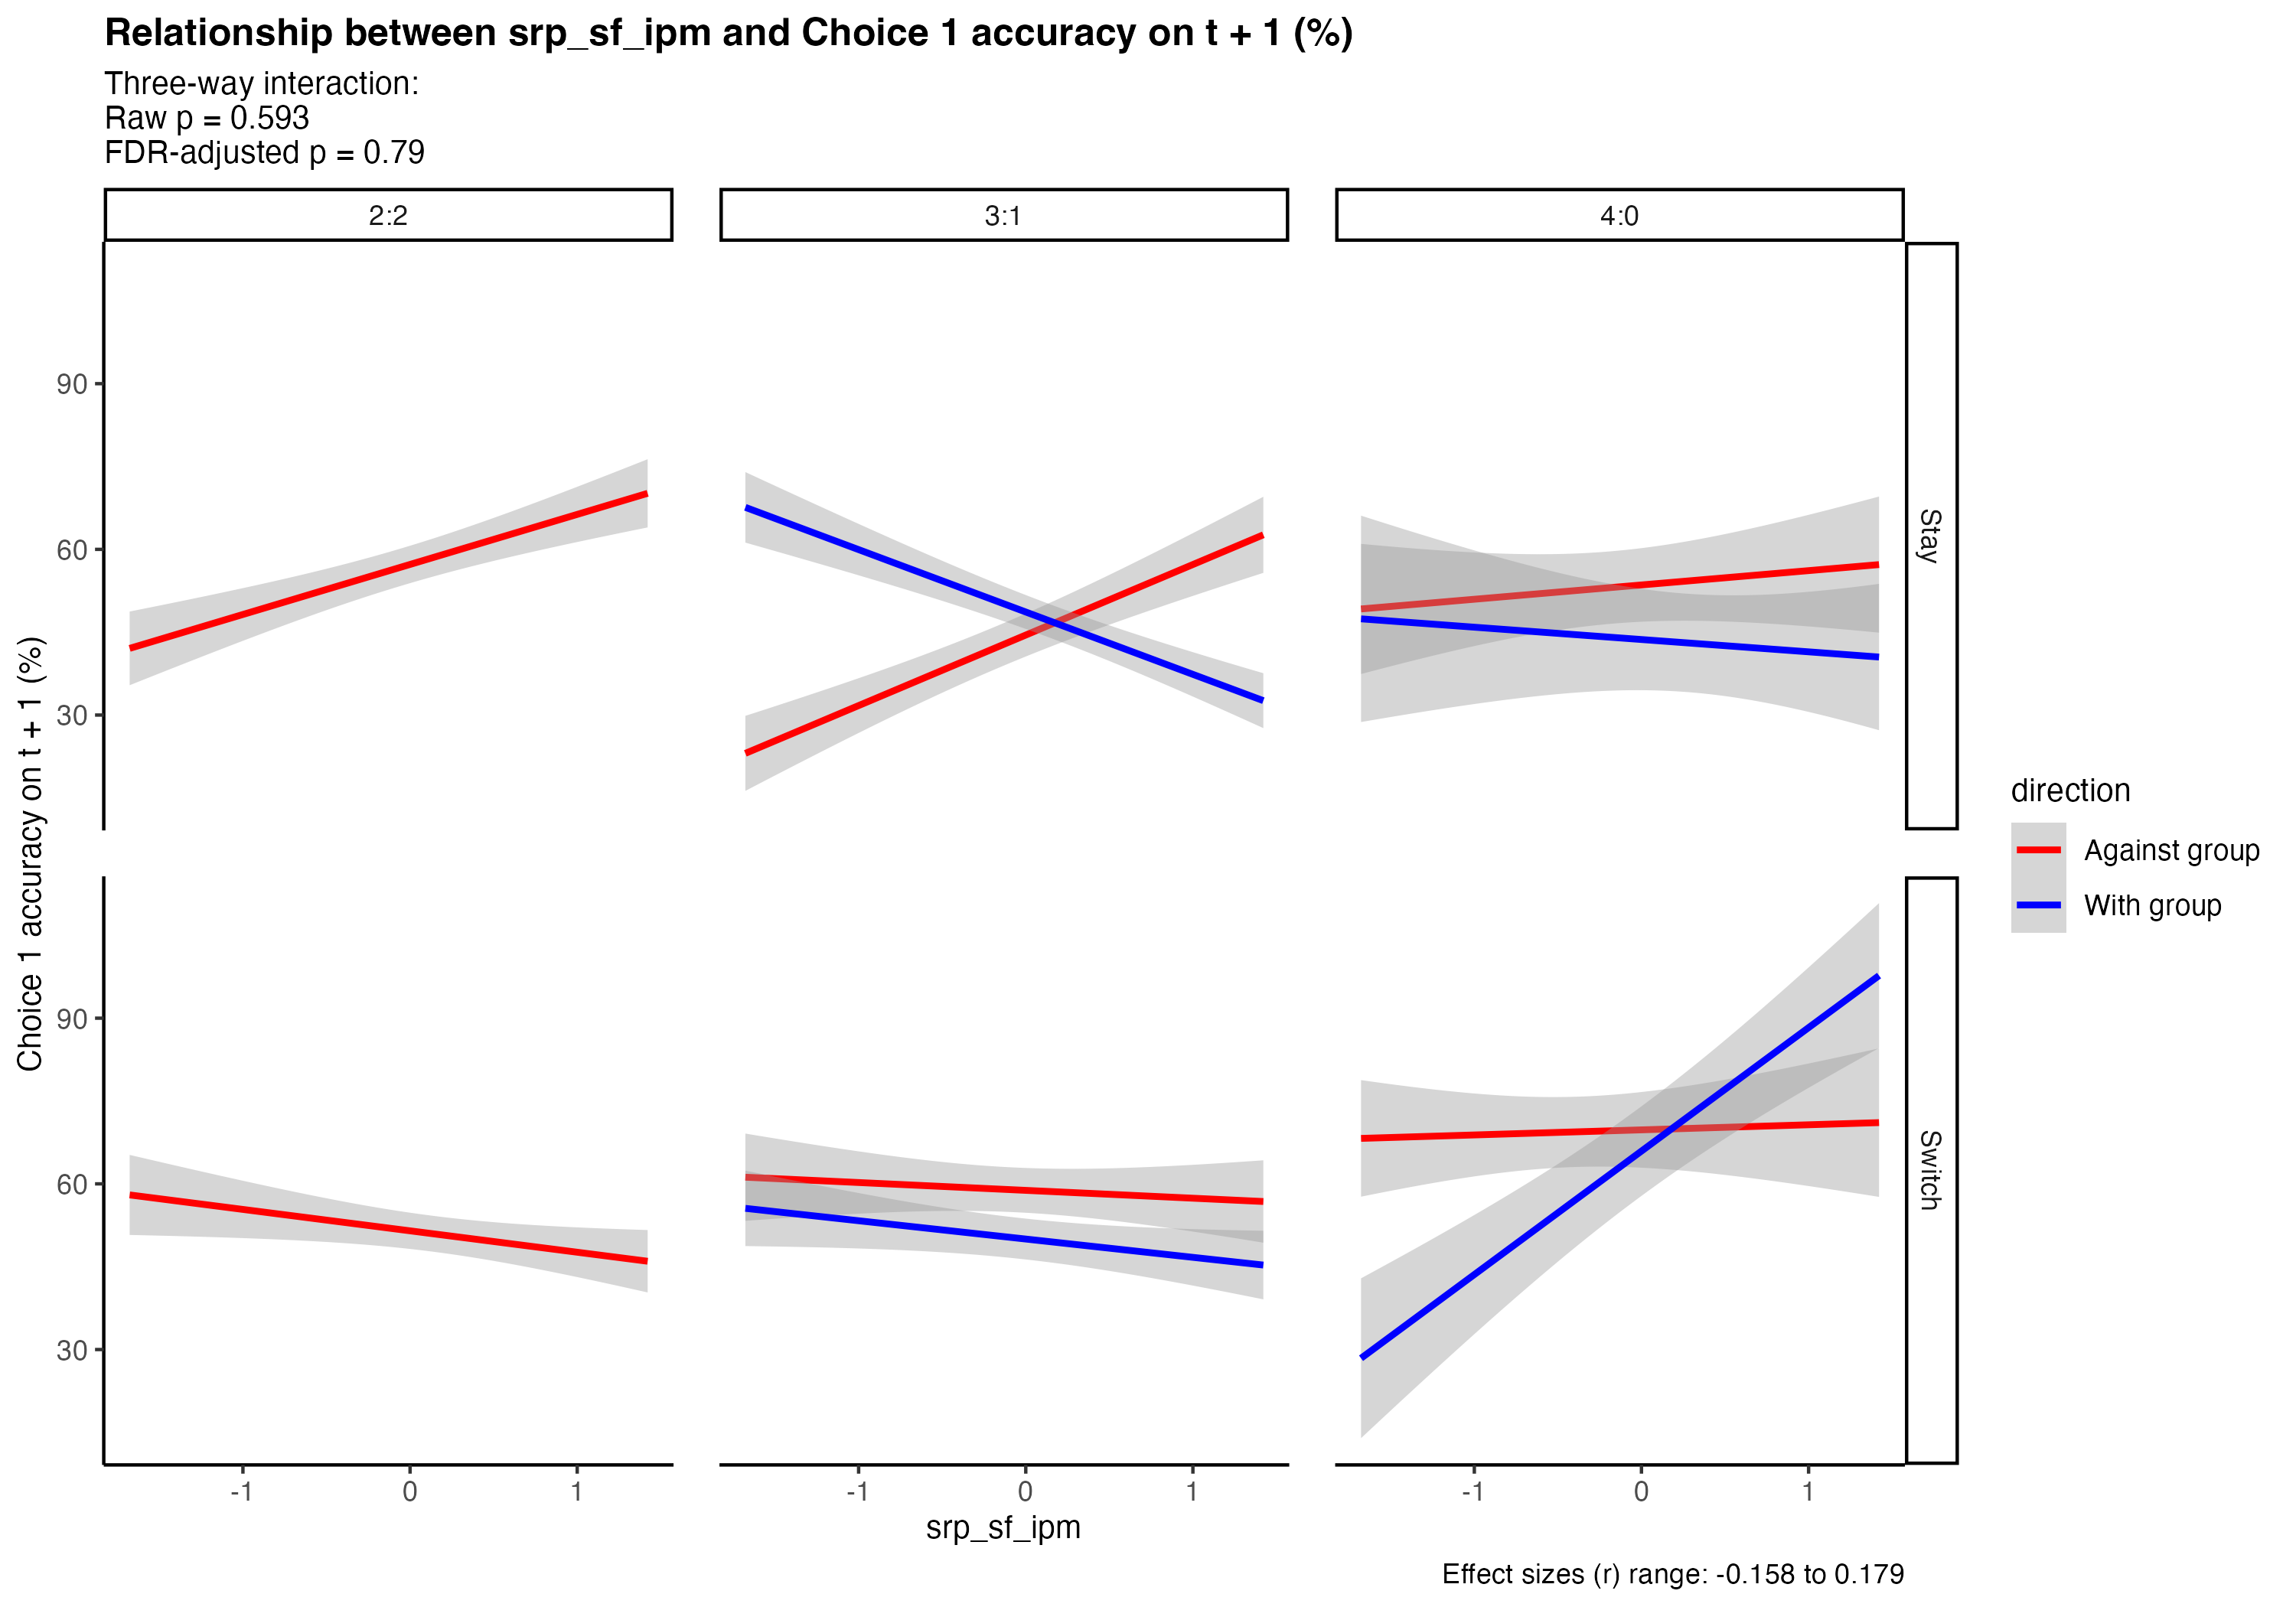 Relationship between srp_sf_ipm and Choice 1 accuracy on t + 1 (%)
Three-way interaction:
Raw p = 0.593
FDR-adjusted p = 0.79
2:2
3:1
4:0
Stay
Switch
90
60
30
90
60
30
Choice 1 accuracy on t + 1 (%)
-1
0
1
-1
0
1
-1
0
1
srp_sf_ipm
direction
Against group
With group
Effect sizes (r) range: -0.158 to 0.179